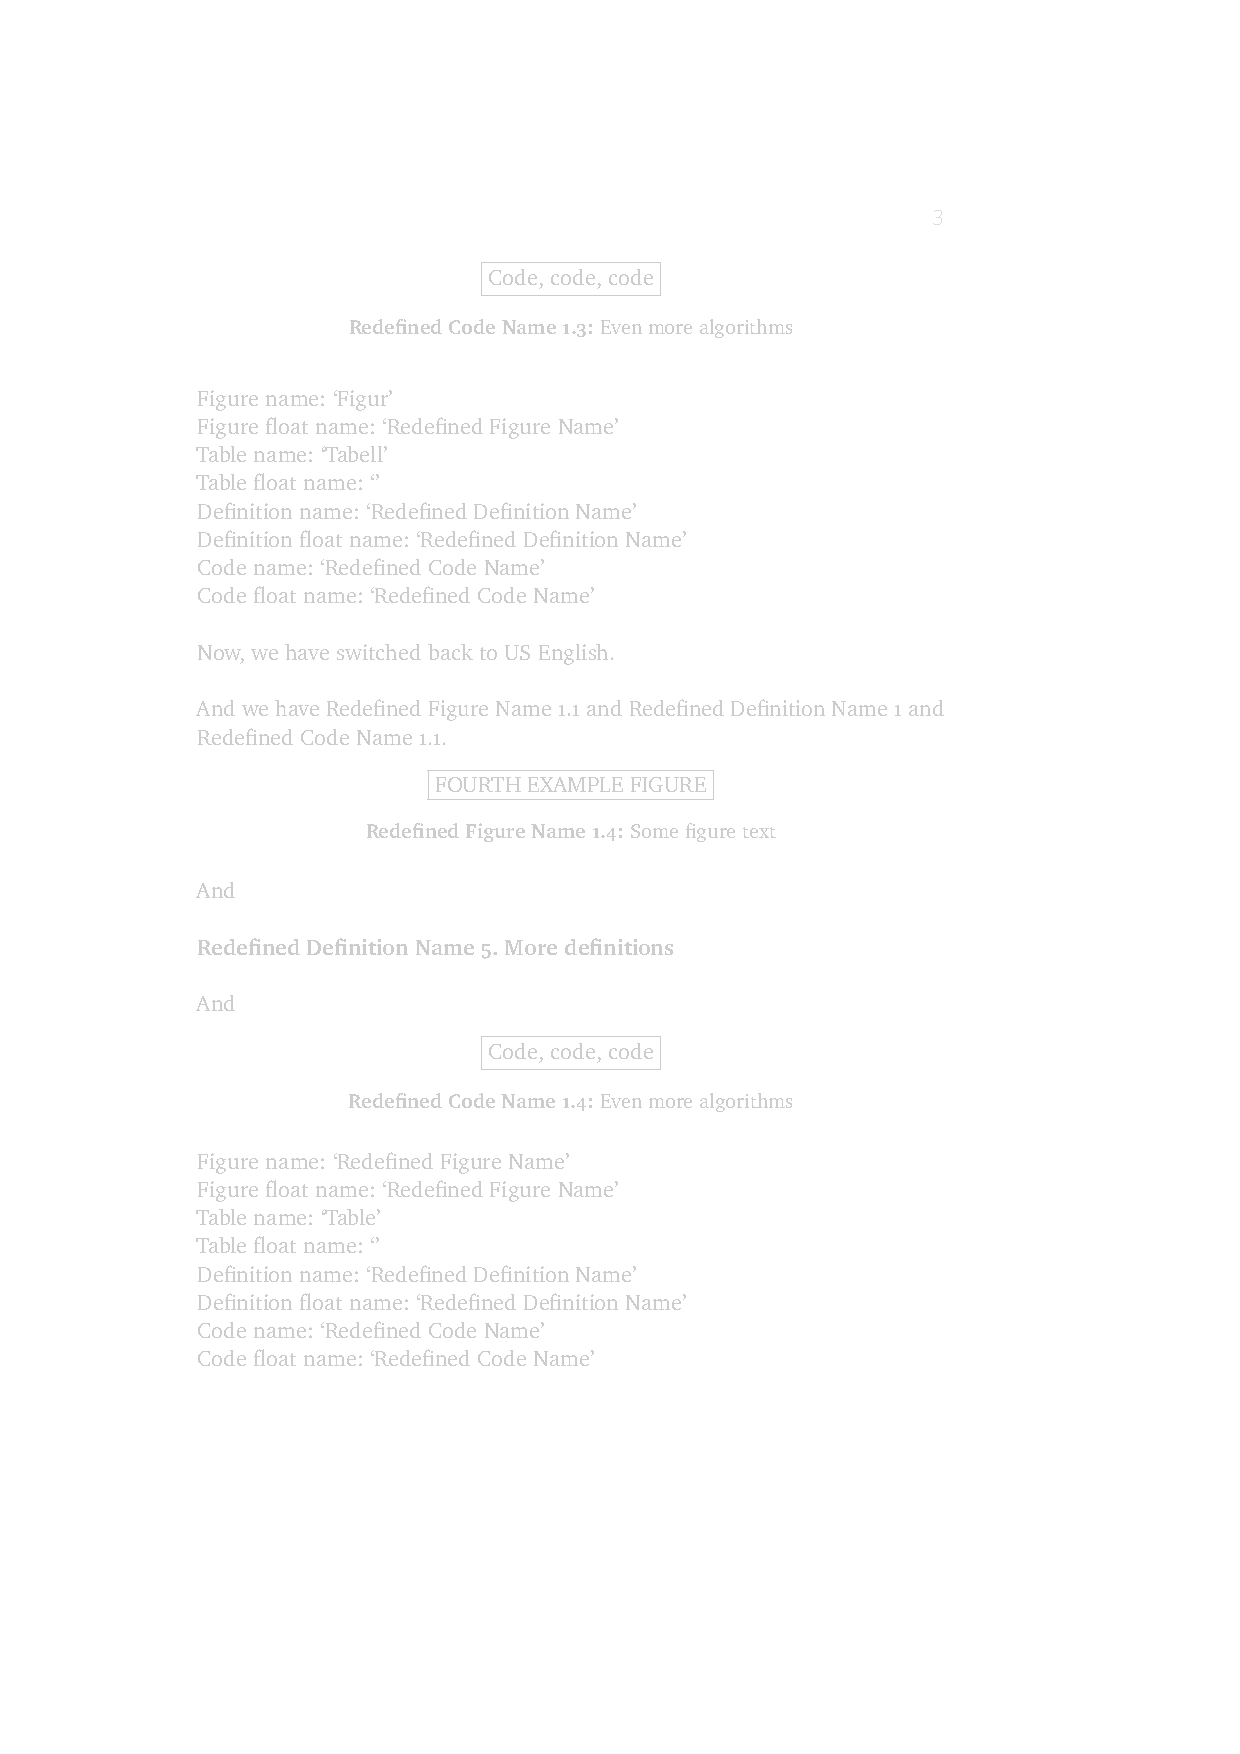 3
Code, code, code
Redefined Code Name 1.3: Even more algorithms
Figure name: ‘Figur’
Figure float name: ‘Redefined Figure Name’
Table name: ‘Tabell’
Table float name: ‘’
Definition name: ‘Redefined Definition Name’
Definition float name: ‘Redefined Definition Name’
Code name: ‘Redefined Code Name’
Code float name: ‘Redefined Code Name’
Now, we have switched back to US English.
And we have Redefined Figure Name 1.1 and Redefined Definition Name 1 and
Redefined Code Name 1.1.
FOURTH EXAMPLE FIGURE
Redefined Figure Name 1.4: Some figure text
And
Redefined Definition Name 5. More definitions
And
Code, code, code
Redefined Code Name 1.4: Even more algorithms
Figure name: ‘Redefined Figure Name’
Figure float name: ‘Redefined Figure Name’
Table name: ‘Table’
Table float name: ‘’
Definition name: ‘Redefined Definition Name’
Definition float name: ‘Redefined Definition Name’
Code name: ‘Redefined Code Name’
Code float name: ‘Redefined Code Name’